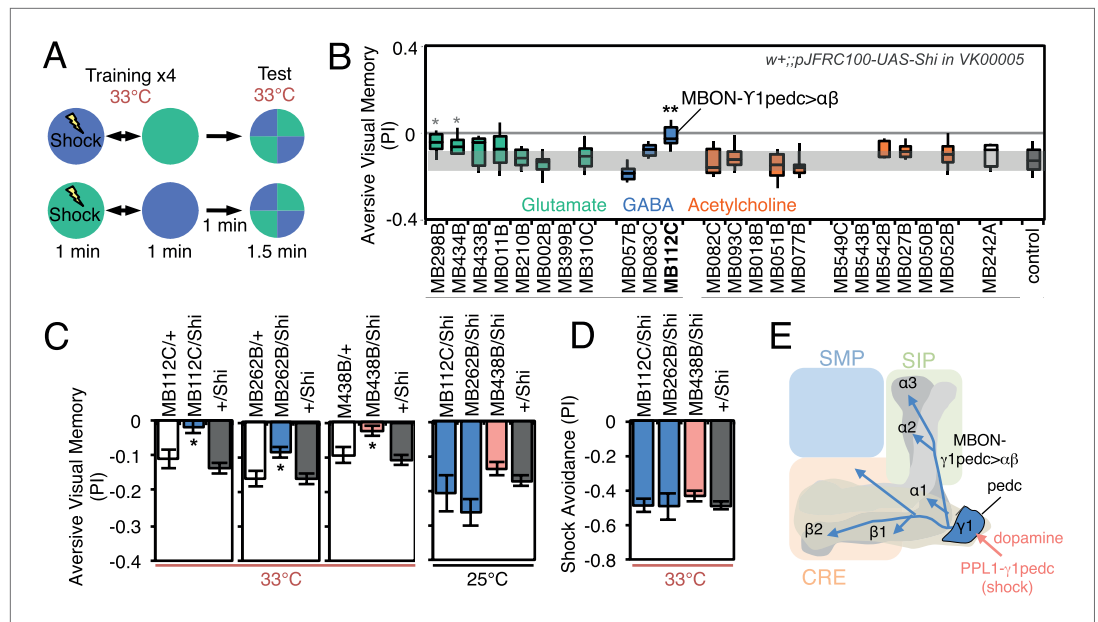 A
Training x4
33°C
Test
33°C
Shock
Shock
1 min
1 min
1 min
1.5 min
B
Aversive Visual Memory
(PI)
0.4
0
-0.4
w+;;pJFRC100-UAS-Shi in VK00005
* * **
MBON-ϒ1pedc>αβ
Glutamate GABA Acetylcholine
MB298B
MB434B
MB433B
MB011B
MB210B
MB002B
MB399B
MB310C
MB057B
MB083C
MB112C
MB082C
MB093C
MB018B
MB051B
MB077B
MB549C
MB543B
MB542B
MB027B
MB050B
MB052B
MB242A
control
C
Aversive Visual Memory
(PI)
0
-0.1
-0.2
-0.3
-0.4
MB112C/+
MB112C/Shi
+/Shi
MB262B/+
MB262B/Shi
+/Shi
M438B/+
MB438B/Shi
+/Shi
MB112C/Shi
MB262B/Shi
MB438B/Shi
+/Shi
* * *
33°C
25°C
D
Shock Avoidance (PI)
0
-0.2
-0.4
-0.6
-0.8
MB112C/Shi
MB262B/Shi
MB438B/Shi
+/Shi
33°C
E
SMP
SIP
α3
α2
MBON-
γ1pedc>αβ
α1
pedc
γ1
β2
β1
dopamine
PPL1-γ1pedc
(shock)
CRE